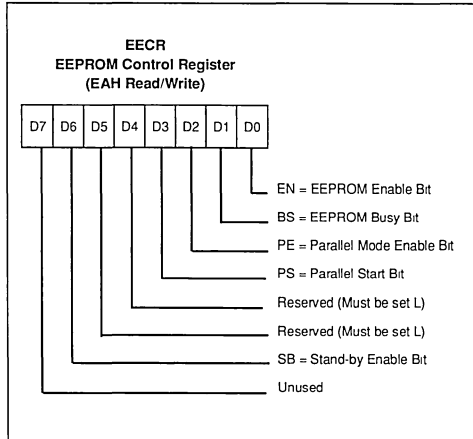 EECR
EEPROM Control Register
(EAH Read/Write)
D7 D6 D5 D4 D3 D2 D1 D0
EN = EEPROM Enable Bit
BS = EEPROM Busy Bit
PE = Parallel Mode Enable Bit
PS = Parallel Start Bit
Reserved (Must be set L)
Reserved (Must be set L)
SB = Stand-by Enable Bit
Unused